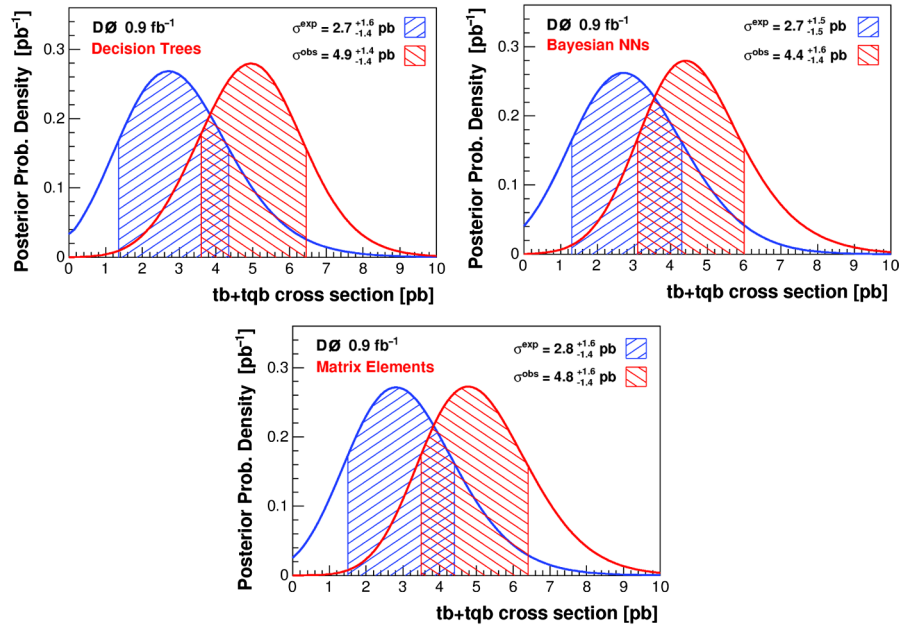 DØ 0.9 fb⁻¹
Decision Trees
σᵉˣᵖ = 2.7 +1.6 -1.4 pb
σᵒᵇˢ = 4.9 +1.4 -1.4 pb
Posterior Prob. Density [pb⁻¹]
0.3
0.2
0.1
0
0 1 2 3 4 5 6 7 8 9 10
tb+tqb cross section [pb]
DØ 0.9 fb⁻¹
Bayesian NNs
σᵉˣᵖ = 2.7 +1.5 -1.5 pb
σᵒᵇˢ = 4.4 +1.6 -1.4 pb
Posterior Prob. Density [pb⁻¹]
0.3
0.2
0.1
0
0 1 2 3 4 5 6 7 8 9 10
tb+tqb cross section [pb]
DØ 0.9 fb⁻¹
Matrix Elements
σᵉˣᵖ = 2.8 +1.6 -1.4 pb
σᵒᵇˢ = 4.8 +1.6 -1.4 pb
Posterior Prob. Density [pb⁻¹]
0.3
0.2
0.1
0
0 1 2 3 4 5 6 7 8 9 10
tb+tqb cross section [pb]